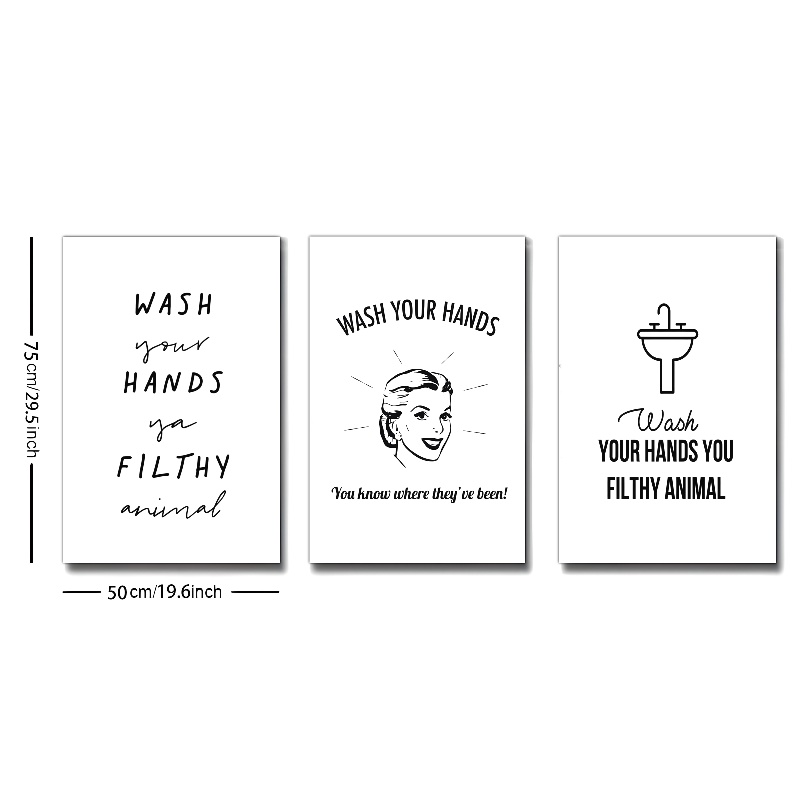 75cm/29.5inch
WASH
your
HANDS
ya
FILTHY
animal
50cm/19.6inch
WASH YOUR HANDS
You know where they've been!
Wash
YOUR HANDS YOU
FILTHY ANIMAL